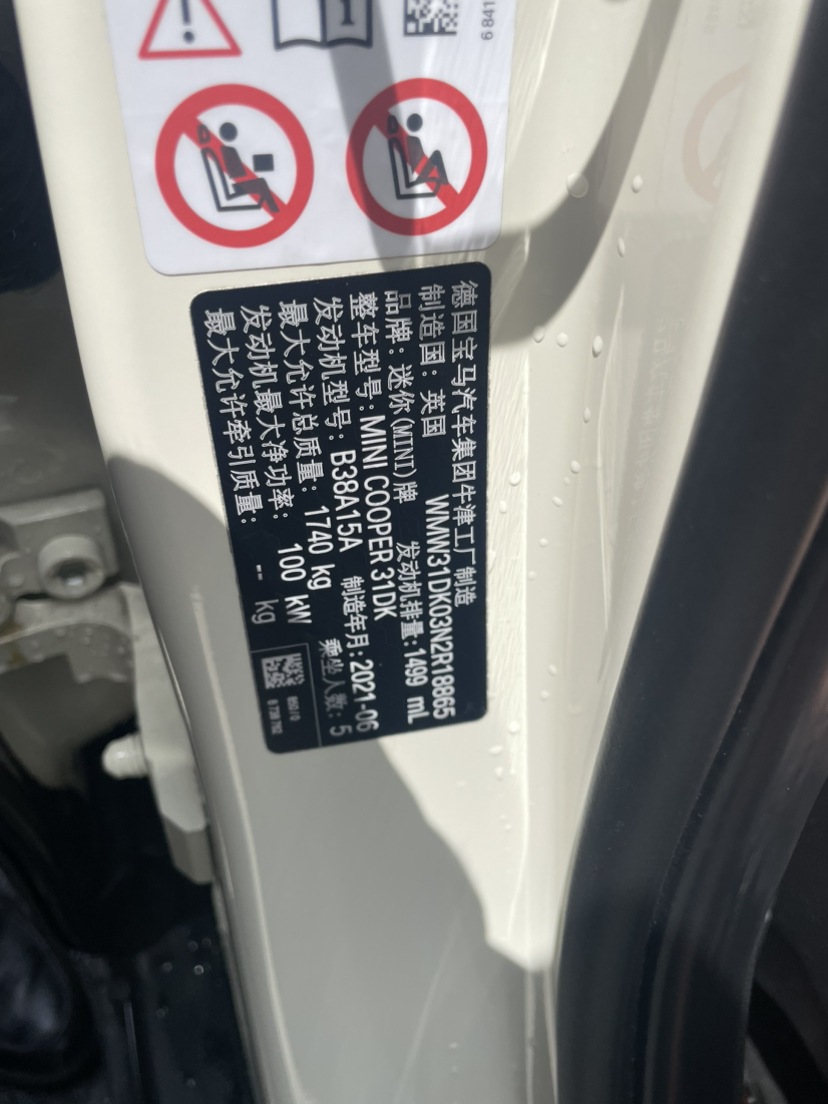 6 841
德国宝马汽车集团牛津工厂制造
制造国：英国 WMW31DK03N2R18865
品牌：迷你(MINI)牌 发动机排量：1499 mL
整车型号：MINI COOPER 31DK
发动机型号：B38A15A 制造年月：2021-06
最大允许总质量：1740 kg 乘坐人数：5
发动机最大净功率：100 kW
最大允许牵引质量：-- kg